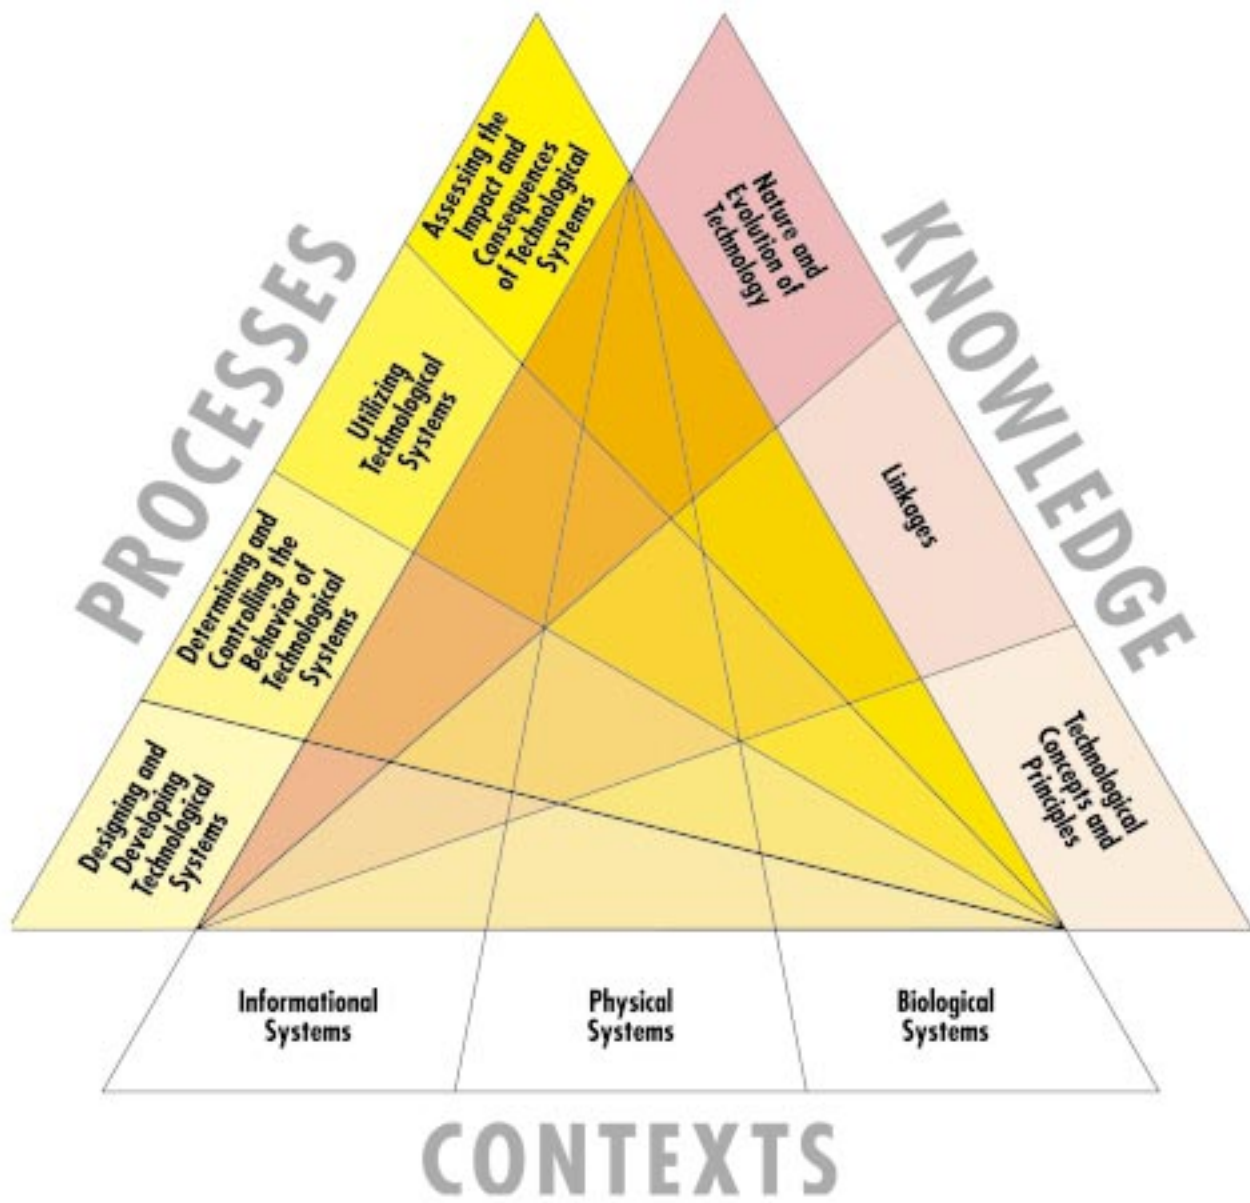 PROCESSES
Assessing the
Impact and
Consequences
of Technological
Systems
Utilizing
Technological
Systems
Determining and
Controlling the
Behavior of
Technological
Systems
Designing and
Developing
Technological
Systems
KNOWLEDGE
Nature and
Evolution of
Technology
Linkages
Technological
Concepts and
Principles
Informational
Systems
Physical
Systems
Biological
Systems
CONTEXTS